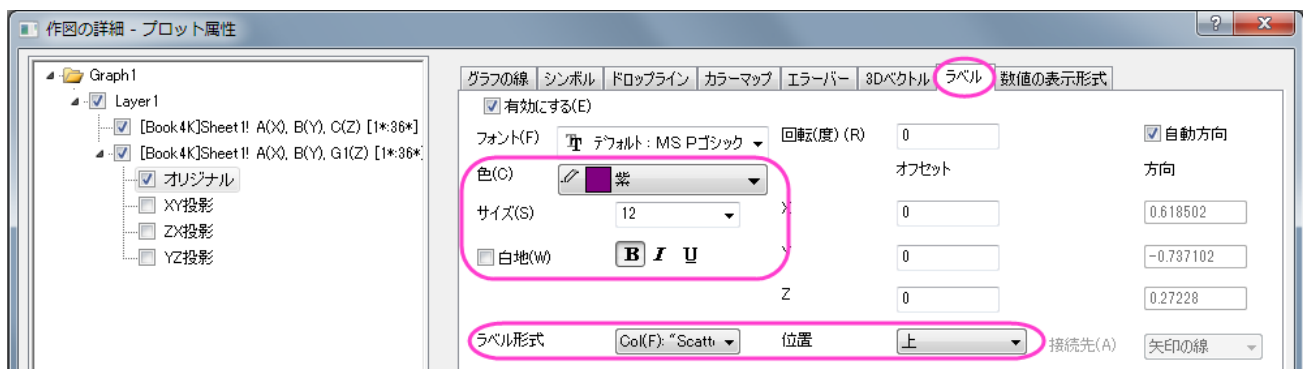 作図の詳細 - プロット属性
Graph1
Layer1
[Book4K]Sheet1! A(X), B(Y), C(Z) [1*:36*]
[Book4K]Sheet1! A(X), B(Y), G1(Z) [1*:36*
オリジナル
XY投影
ZX投影
YZ投影
グラフの線 シンボル ドロップライン カラーマップ エラーバー 3Dベクトル ラベル 数値の表示形式
有効にする(E)
フォント(F) デフォルト: MS Pゴシック 回転(度) (R) 0 自動方向
色(C) 紫 オフセット 方向
サイズ(S) 12 X 0 0.618502
白地(W) B I U Y 0 -0.737102
Z 0 0.27228
ラベル形式 Col(F): "Scatt 位置 上 接続先(A) 矢印の線